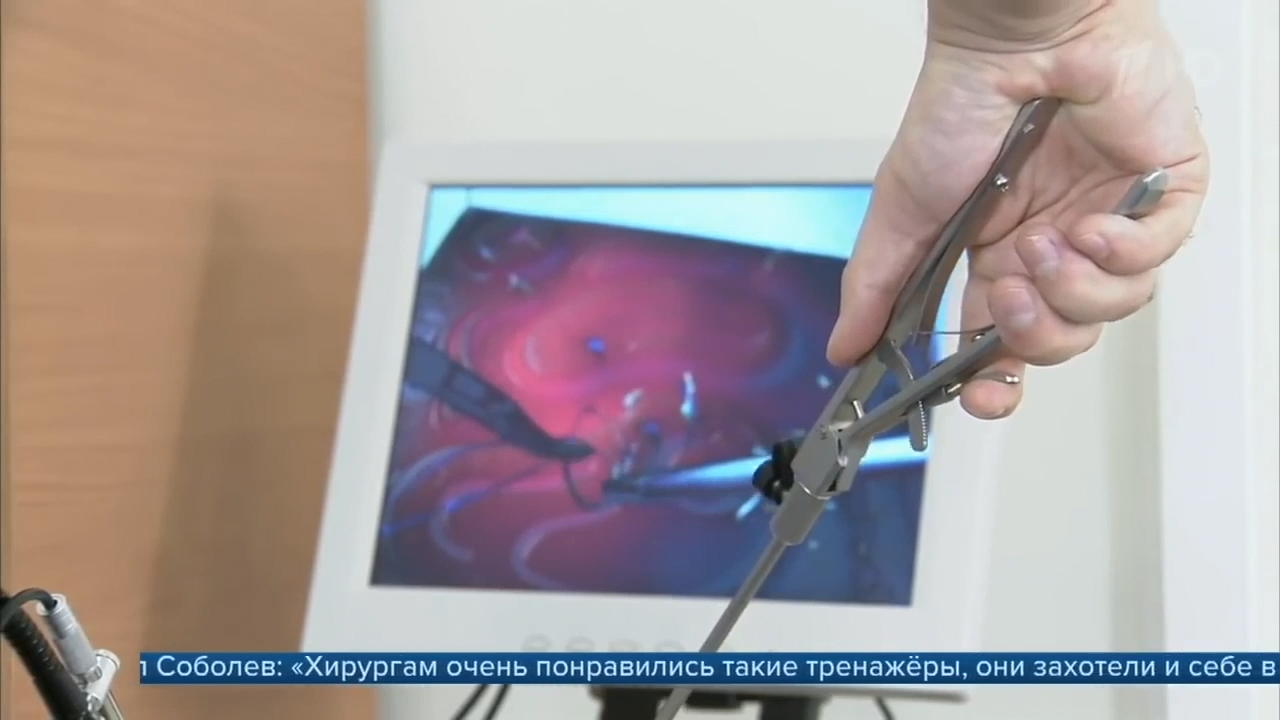 Соболев: «Хирургам очень понравились такие тренажёры, они захотели и себе в